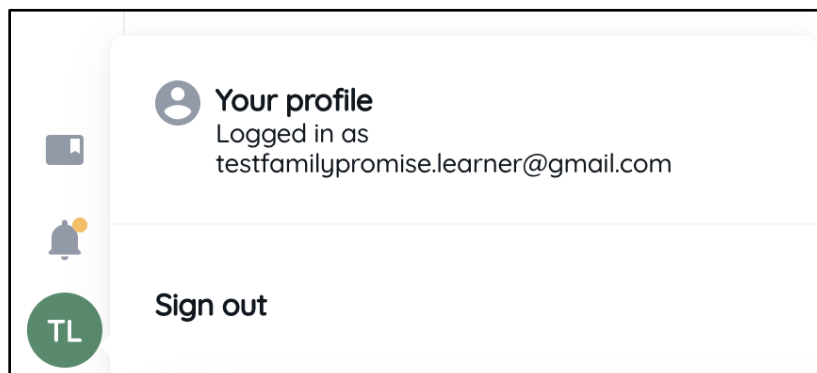 Your profile
Logged in as
testfamilypromise.learner@gmail.com
Sign out
TL